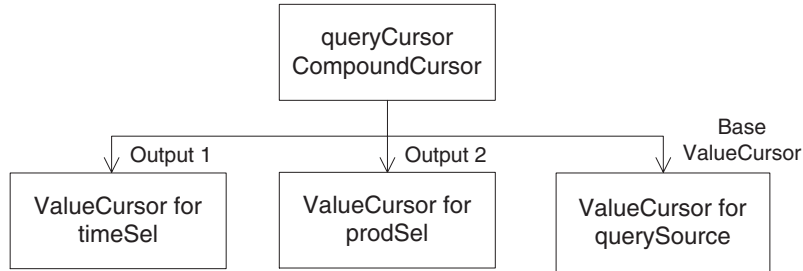 queryCursor
CompoundCursor
Output 1
Output 2
Base
ValueCursor
ValueCursor for
timeSel
ValueCursor for
prodSel
ValueCursor for
querySource